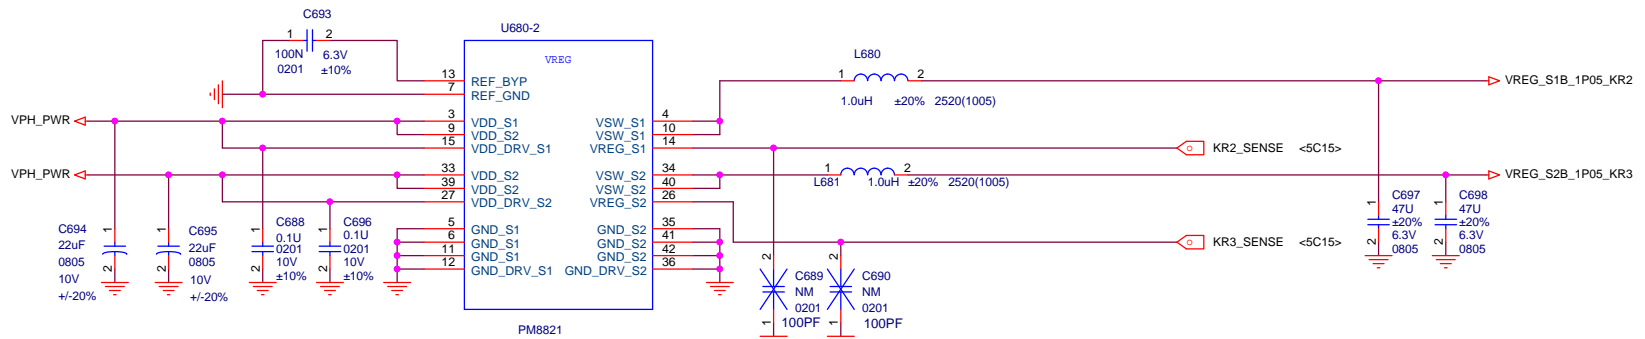 C693
1 2
100N 6.3V
0201 ±10%
U680-2
VREG
13 REF_BYP
7 REF_GND
VPH_PWR
3 VDD_S1
9 VDD_S2
15 VDD_DRV_S1
VPH_PWR
33 VDD_S2
39 VDD_S2
27 VDD_DRV_S2
5 GND_S1
6 GND_S1
11 GND_S1
12 GND_DRV_S1
VSW_S1 4
VSW_S1 10
VREG_S1 14
VSW_S2 34
VSW_S2 40
VREG_S2 26
GND_S2 35
GND_S2 41
GND_S2 42
GND_DRV_S2 36
PM8821
C694
22uF
0805
10V
+/-20%
1
2
C695
22uF
0805
10V
+/-20%
1
2
C688
0.1U
0201
10V
±10%
1
2
C696
0.1U
0201
10V
±10%
1
2
L680
1 2
1.0uH ±20% 2520(1005)
VREG_S1B_1P05_KR2
KR2_SENSE <5C15>
1 2
L681 1.0uH ±20% 2520(1005)
VREG_S2B_1P05_KR3
KR3_SENSE <5C15>
2
1
C689
NM
0201
100PF
2
1
C690
NM
0201
100PF
1
2
C697
47U
±20%
6.3V
0805
1
2
C698
47U
±20%
6.3V
0805